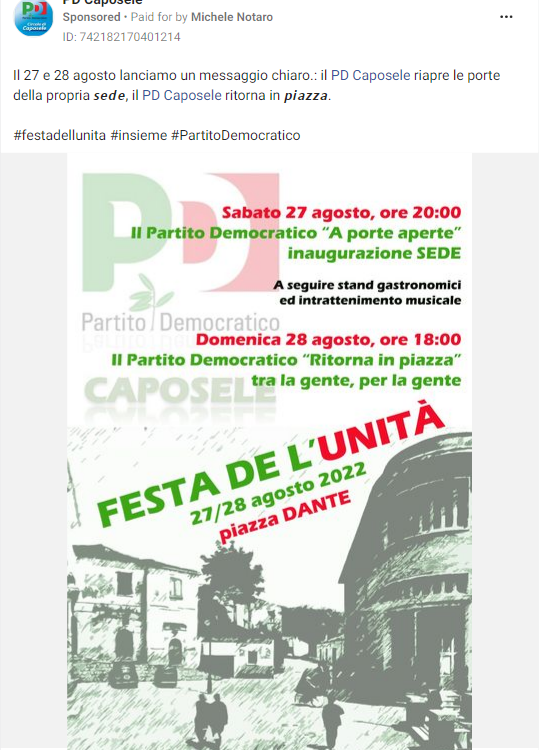 PD Caposele
Sponsored • Paid for by Michele Notaro
ID: 742182170401214
Il 27 e 28 agosto lanciamo un messaggio chiaro.: il PD Caposele riapre le porte
della propria sede, il PD Caposele ritorna in piazza.
#festadellunita #insieme #PartitoDemocratico
PD
Sabato 27 agosto, ore 20:00
Il Partito Democratico “A porte aperte”
inaugurazione SEDE
A seguire stand gastronomici
ed intrattenimento musicale
Partito Democratico
Domenica 28 agosto, ore 18:00
Il Partito Democratico “Ritorna in piazza”
tra la gente, per la gente
CAPOSELE
FESTA DE L’UNITÀ
27/28 agosto 2022
piazza DANTE